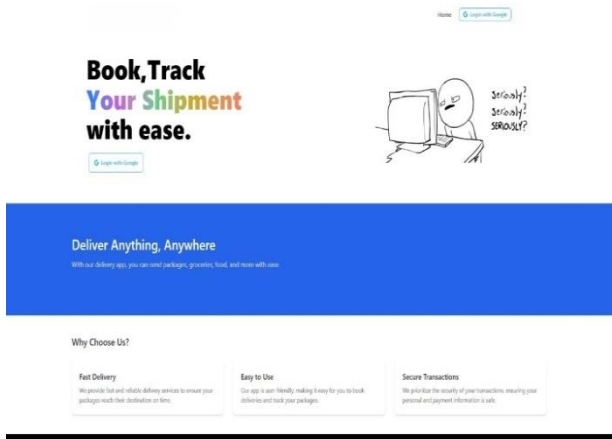 Home
Login with Google
Book,Track
Your Shipment
with ease.
Login with Google
Seriously?
Seriously?
SERIOUSLY?
Deliver Anything, Anywhere
With our delivery app, you can send packages, groceries, food, and more with ease.
Why Choose Us?
Fast Delivery
We provide fast and reliable delivery services to ensure your
packages reach their destination on time.
Easy to Use
Our app is user-friendly, making it easy for you to book
deliveries and track your packages.
Secure Transactions
We prioritize the security of your transactions, ensuring your
personal and payment information is safe.